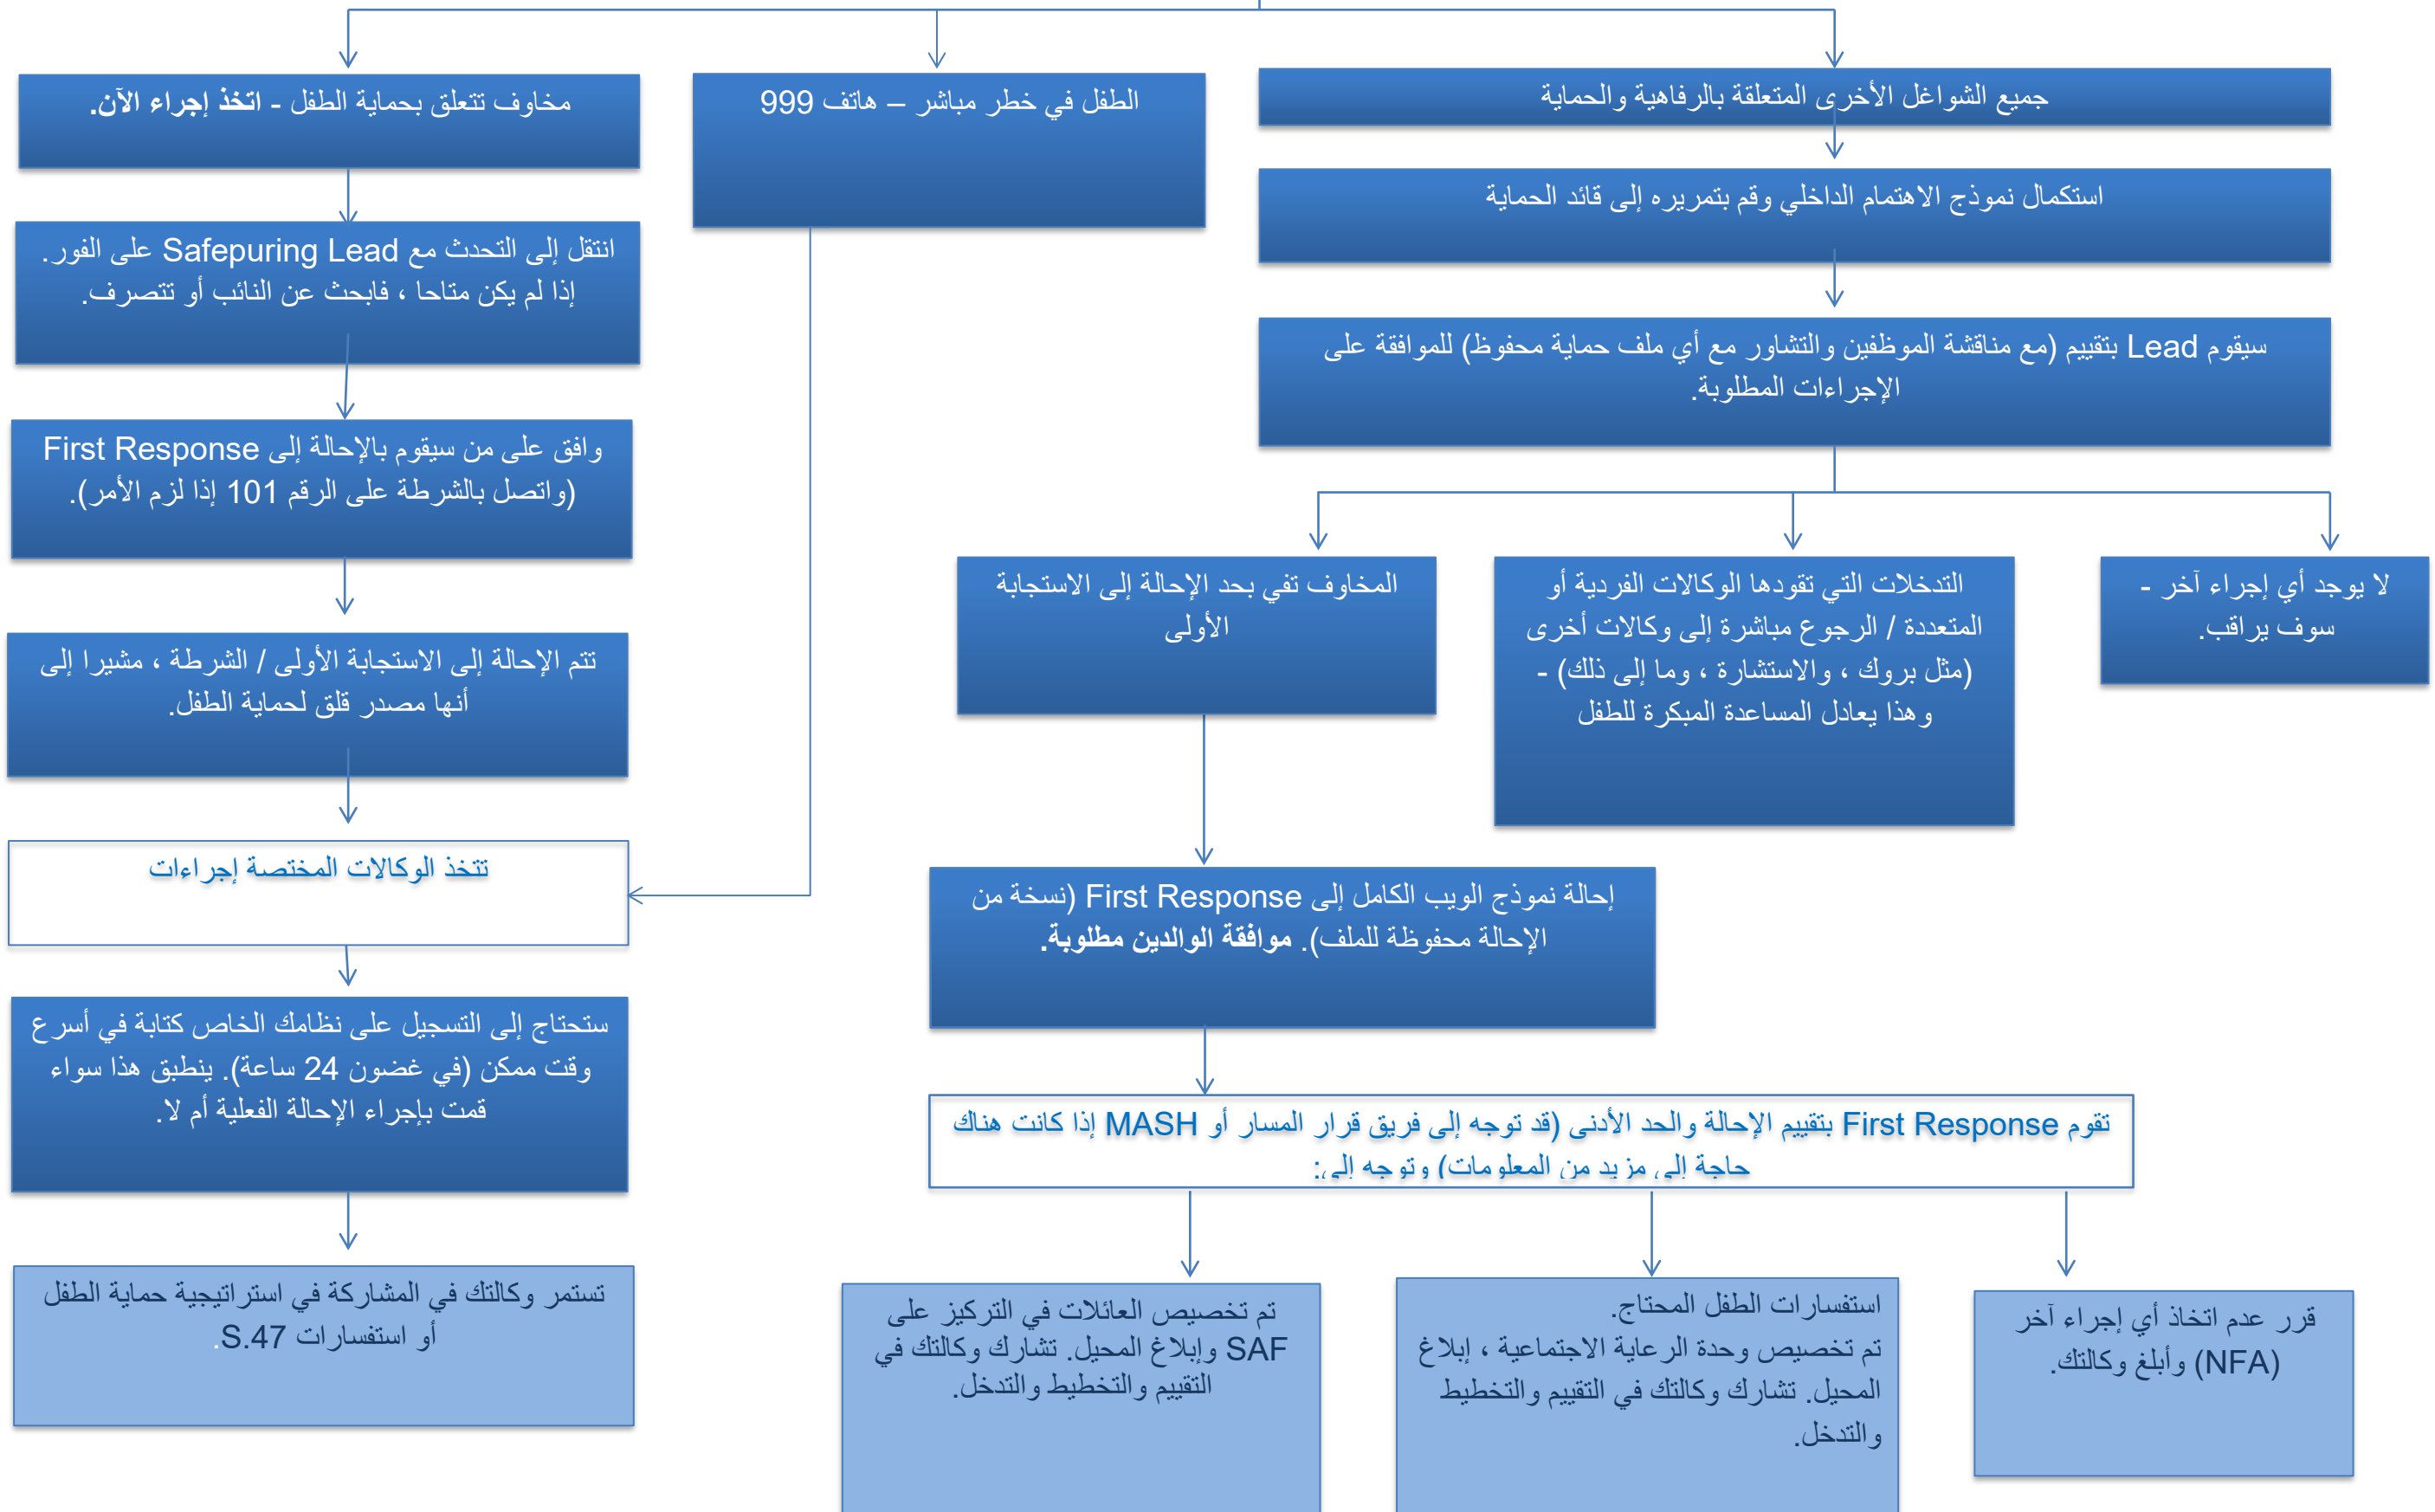 جميع الشواغل الأخرى المتعلقة بالرفاهية والحماية
الطفل في خطر مباشر – هاتف 999
مخاوف تتعلق بحماية الطفل - اتخذ إجراء الآن.
استكمال نموذج الاهتمام الداخلي وقم بتمريره إلى قائد الحماية
انتقل إلى التحدث مع Safepuring Lead على الفور.
إذا لم يكن متاحا ، فابحث عن النائب أو تتصرف.
سيقوم Lead بتقييم (مع مناقشة الموظفين والتشاور مع أي ملف حماية محفوظ) للموافقة على
الإجراءات المطلوبة.
وافق على من سيقوم بالإحالة إلى First Response
(واتصل بالشرطة على الرقم 101 إذا لزم الأمر).
لا يوجد أي إجراء آخر -
سوف يراقب.
التدخلات التي تقودها الوكالات الفردية أو
المتعددة / الرجوع مباشرة إلى وكالات أخرى
(مثل بروك ، والاستشارة ، وما إلى ذلك) -
وهذا يعادل المساعدة المبكرة للطفل
المخاوف تفي بحد الإحالة إلى الاستجابة
الأولى
تتم الإحالة إلى الاستجابة الأولى / الشرطة ، مشيرا إلى
أنها مصدر قلق لحماية الطفل.
تتخذ الوكالات المختصة إجراءات
إحالة نموذج الويب الكامل إلى First Response (نسخة من
الإحالة محفوظة للملف). موافقة الوالدين مطلوبة.
ستحتاج إلى التسجيل على نظامك الخاص كتابة في أسرع
وقت ممكن (في غضون 24 ساعة). ينطبق هذا سواء
قمت بإجراء الإحالة الفعلية أم لا.
تقوم First Response بتقييم الإحالة والحد الأدنى (قد توجه إلى فريق قرار المسار أو MASH إذا كانت هناك
حاجة إلى مزيد من المعلومات) وتوجه إلى:
قرر عدم اتخاذ أي إجراء آخر
(NFA) وأبلغ وكالتك.
استفسارات الطفل المحتاج.
تم تخصيص وحدة الرعاية الاجتماعية ، إبلاغ
المحيل. تشارك وكالتك في التقييم والتخطيط
والتدخل.
تم تخصيص العائلات في التركيز على
SAF وإبلاغ المحيل. تشارك وكالتك في
التقييم والتخطيط والتدخل.
تستمر وكالتك في المشاركة في استراتيجية حماية الطفل
أو استفسارات S.47.